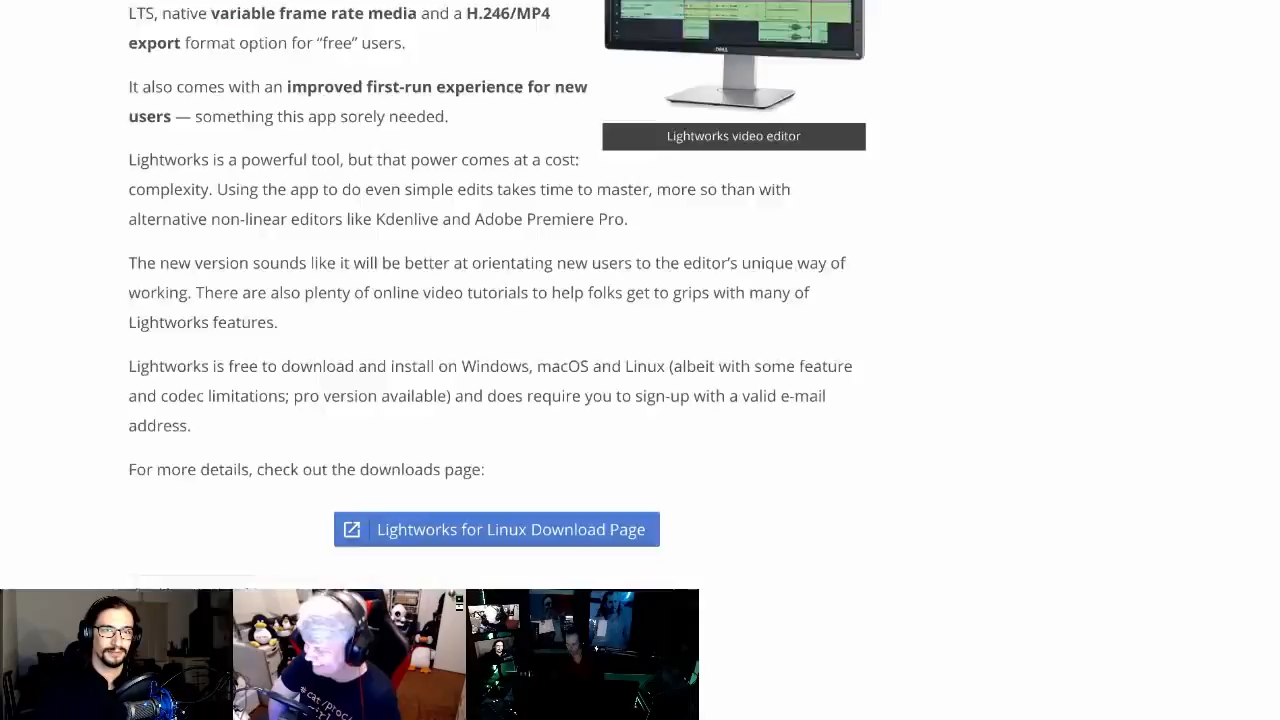 LTS, native variable frame rate media and a H.246/MP4
export format option for “free” users.
It also comes with an improved first-run experience for new
users — something this app sorely needed.
Lightworks video editor
Lightworks is a powerful tool, but that power comes at a cost:
complexity. Using the app to do even simple edits takes time to master, more so than with
alternative non-linear editors like Kdenlive and Adobe Premiere Pro.
The new version sounds like it will be better at orientating new users to the editor’s unique way of
working. There are also plenty of online video tutorials to help folks get to grips with many of
Lightworks features.
Lightworks is free to download and install on Windows, macOS and Linux (albeit with some feature
and codec limitations; pro version available) and does require you to sign-up with a valid e-mail
address.
For more details, check out the downloads page:
Lightworks for Linux Download Page
# cat /proc/